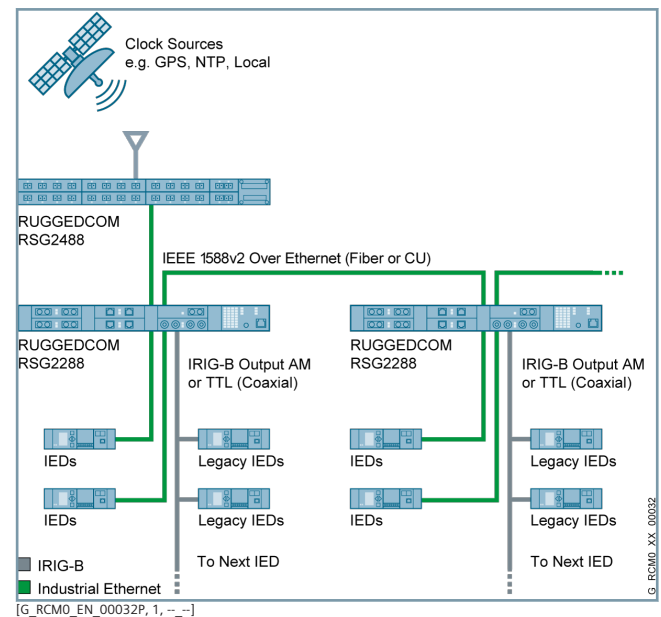 Clock Sources
e.g. GPS, NTP, Local
RUGGEDCOM
RSG2488
IEEE 1588v2 Over Ethernet (Fiber or CU)
RUGGEDCOM
RSG2288
IRIG-B Output AM
or TTL (Coaxial)
RUGGEDCOM
RSG2288
IRIG-B Output AM
or TTL (Coaxial)
IEDs
Legacy IEDs
IEDs
Legacy IEDs
IEDs
Legacy IEDs
IEDs
Legacy IEDs
To Next IED
To Next IED
IRIG-B
Industrial Ethernet
G_RCM0_XX_00032
[G_RCM0_EN_00032P, 1, --_--]